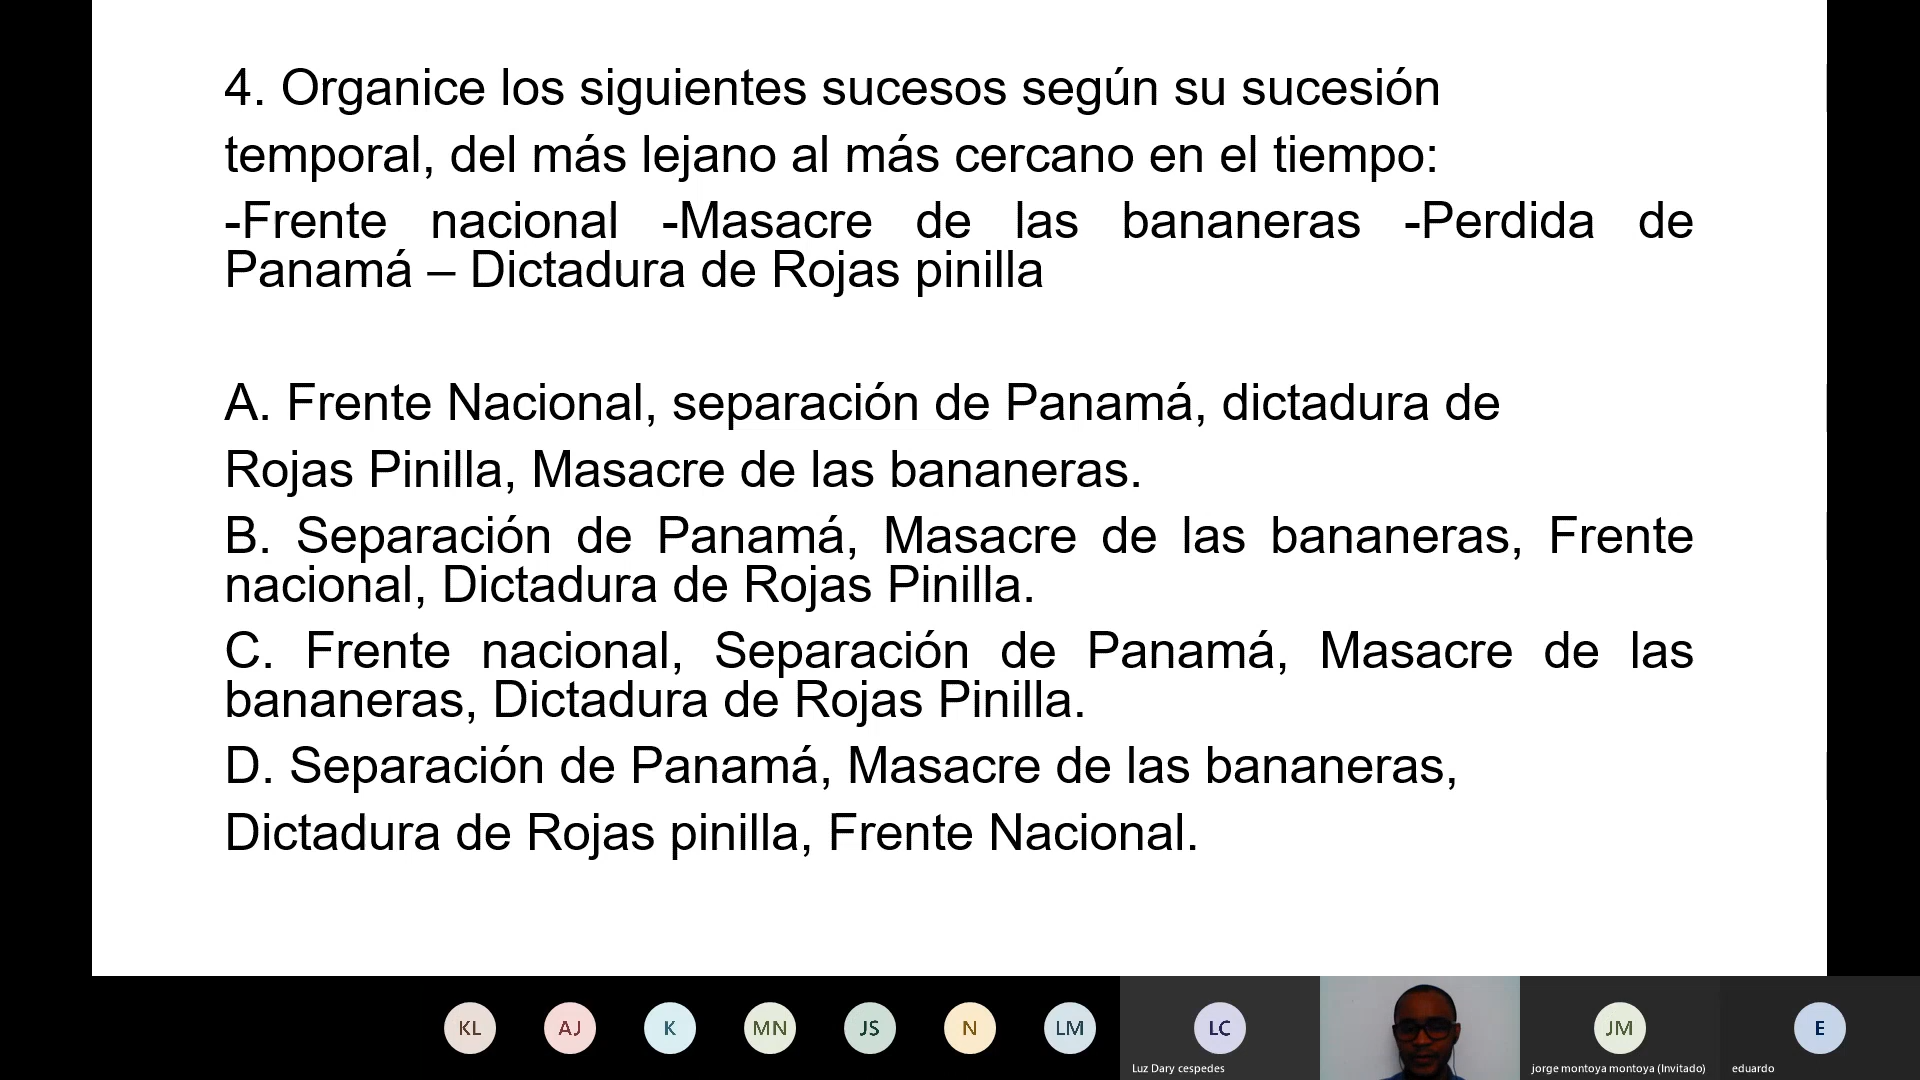 4. Organice los siguientes sucesos según su sucesión
temporal, del más lejano al más cercano en el tiempo:
-Frente nacional -Masacre de las bananeras -Perdida de
Panamá – Dictadura de Rojas pinilla
A. Frente Nacional, separación de Panamá, dictadura de
Rojas Pinilla, Masacre de las bananeras.
B. Separación de Panamá, Masacre de las bananeras, Frente
nacional, Dictadura de Rojas Pinilla.
C. Frente nacional, Separación de Panamá, Masacre de las
bananeras, Dictadura de Rojas Pinilla.
D. Separación de Panamá, Masacre de las bananeras,
Dictadura de Rojas pinilla, Frente Nacional.
KL AJ K MN JS N LM LC JM E
Luz Dary cespedes jorge montoya montoya (Invitado) eduardo